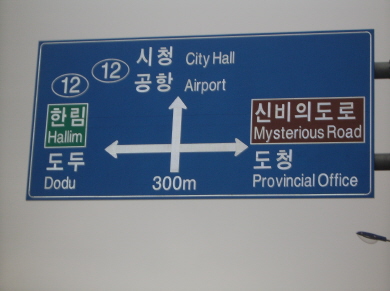 12
12
시청 City Hall
공항 Airport
한림
Hallim
도두
Dodu
300m
신비의도로
Mysterious Road
도청
Provincial Office